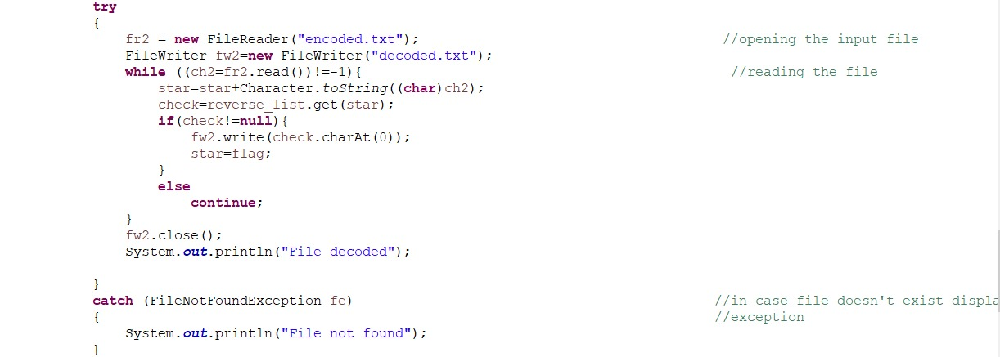 try
{
fr2 = new FileReader("encoded.txt"); //opening the input file
FileWriter fw2=new FileWriter("decoded.txt");
while ((ch2=fr2.read())!=-1){ //reading the file
star=star+Character.toString((char)ch2);
check=reverse_list.get(star);
if(check!=null){
fw2.write(check.charAt(0));
star=flag;
}
else
continue;
}
fw2.close();
System.out.println("File decoded");
}
catch (FileNotFoundException fe) //in case file doesn't exist displa
{ //exception
System.out.println("File not found");
}